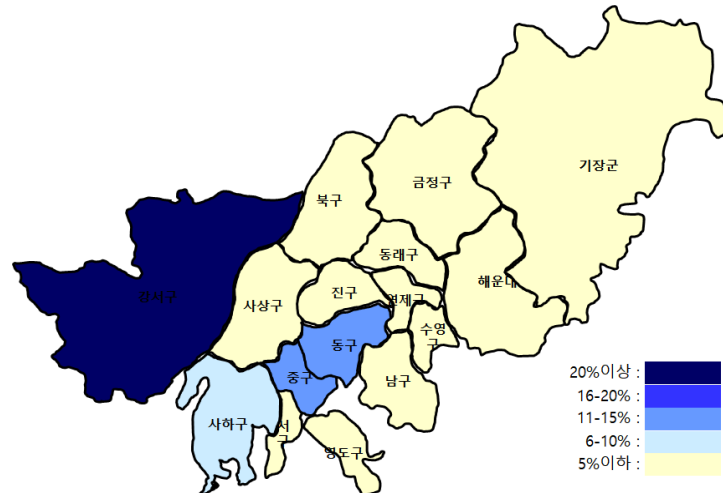 기장군
금정구
북구
동래구
해운대
강서구
사상구
진구
연제구
수영
구
동구
중구
남구
사하구
서
구
영도구
20%이상 :
16-20% :
11-15% :
6-10% :
5%이하 :